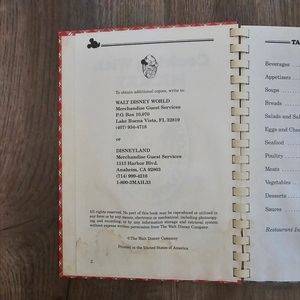 To obtain additional copies, write to:
WALT DISNEY WORLD
Merchandise Guest Services
P.O. Box 10,070
Lake Buena Vista, FL 32819
(407) 934-4718
or
DISNEYLAND
Merchandise Guest Services
1313 Harbor Blvd.
Anaheim, CA 92803
(714) 999-4216
1-800-3MAIL33
All rights reserved. No part of this book may be reproduced or utilized in
any form or by any means, electronic or mechanical, including photocopy-
ing and recording, or by any information storage and retrieval system
without express written permission from The Walt Disney Company
©The Walt Disney Company
Printed in the United States of America
2
TA
Beverages
Appetizers
Soups
Breads
Salads and Sal
Eggs and Chee
Seafood
Poultry
Meats
Vegetables
Desserts
Sauces
Restaurant In